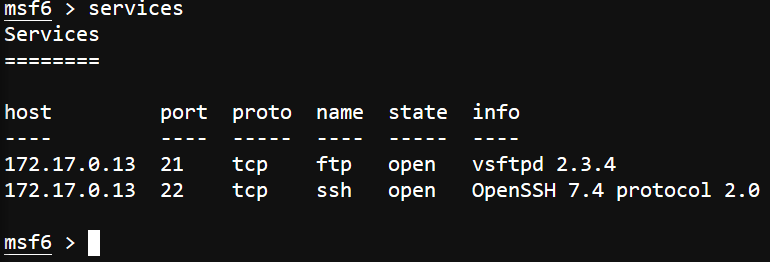 msf6 > services
Services
========
host port proto name state info
---- ---- ----- ---- ----- ----
172.17.0.13 21 tcp ftp open vsftpd 2.3.4
172.17.0.13 22 tcp ssh open OpenSSH 7.4 protocol 2.0
msf6 >